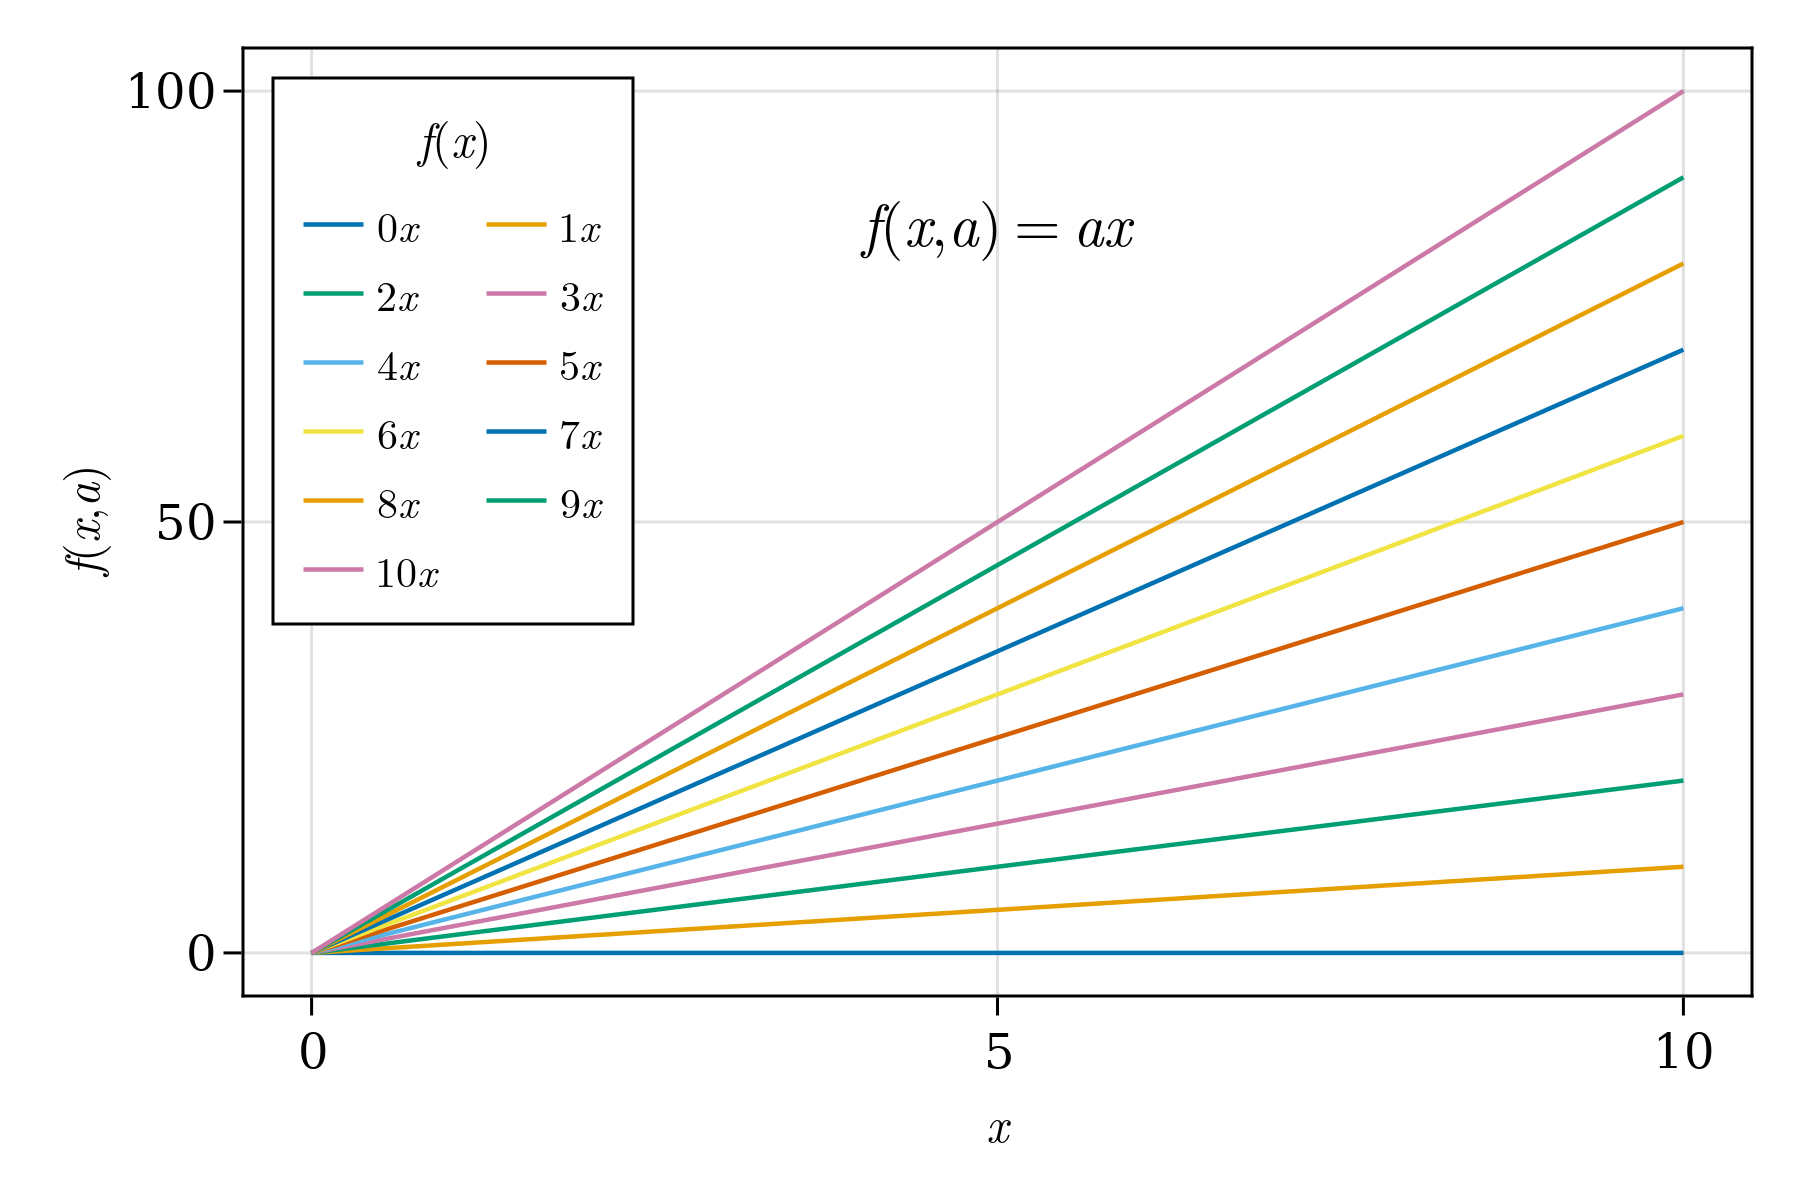 100
50
0
f(x,a)
f(x)
0x 1x
2x 3x
4x 5x
6x 7x
8x 9x
10x
f(x,a) = ax
0 5 10
x